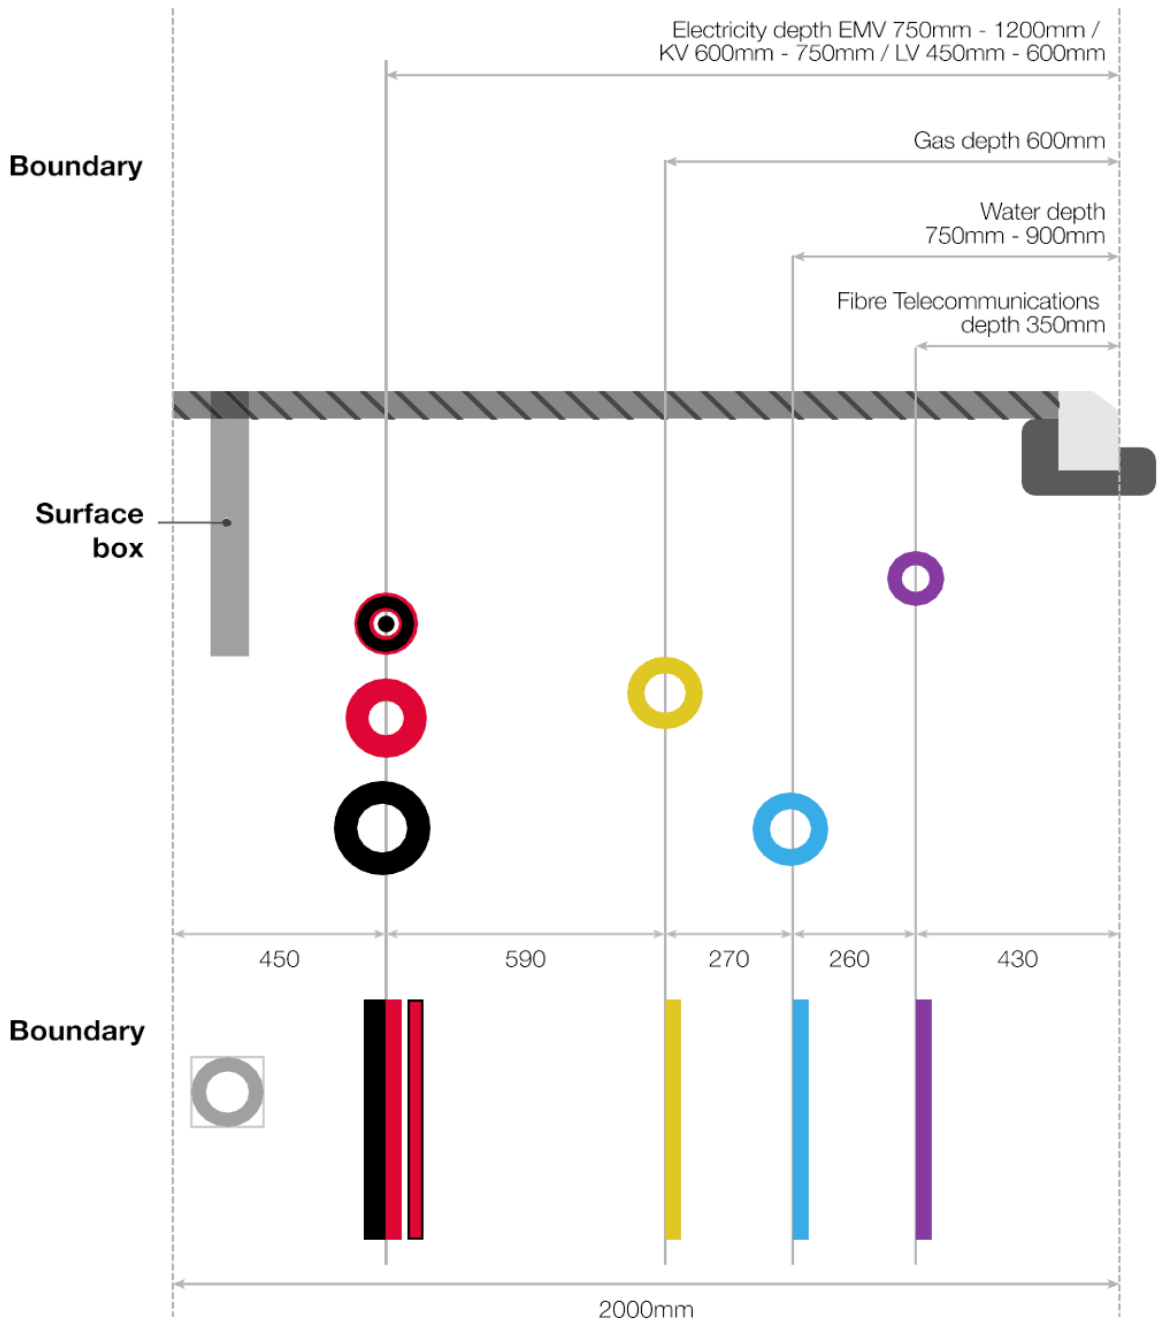 Electricity depth EMV 750mm - 1200mm /
KV 600mm - 750mm / LV 450mm - 600mm
Gas depth 600mm
Boundary
Water depth
750mm - 900mm
Fibre Telecommunications
depth 350mm
Surface
box
450
590
270
260
430
Boundary
2000mm